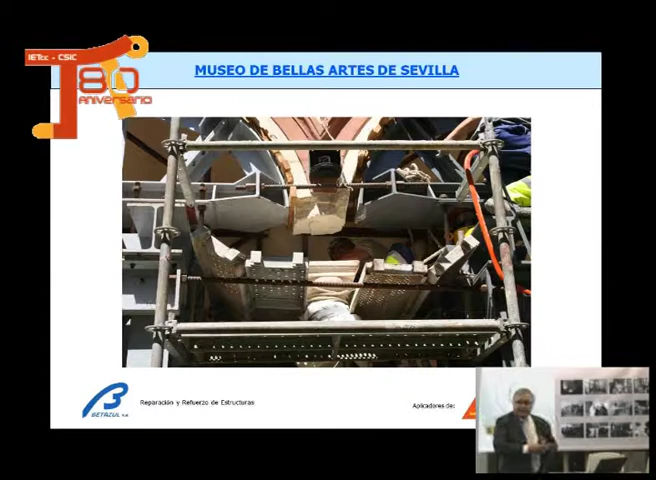 IETcc - CSIC
80
Aniversario
MUSEO DE BELLAS ARTES DE SEVILLA
BETAZUL S.A.
Reparación y Refuerzo de Estructuras
Aplicadores de: